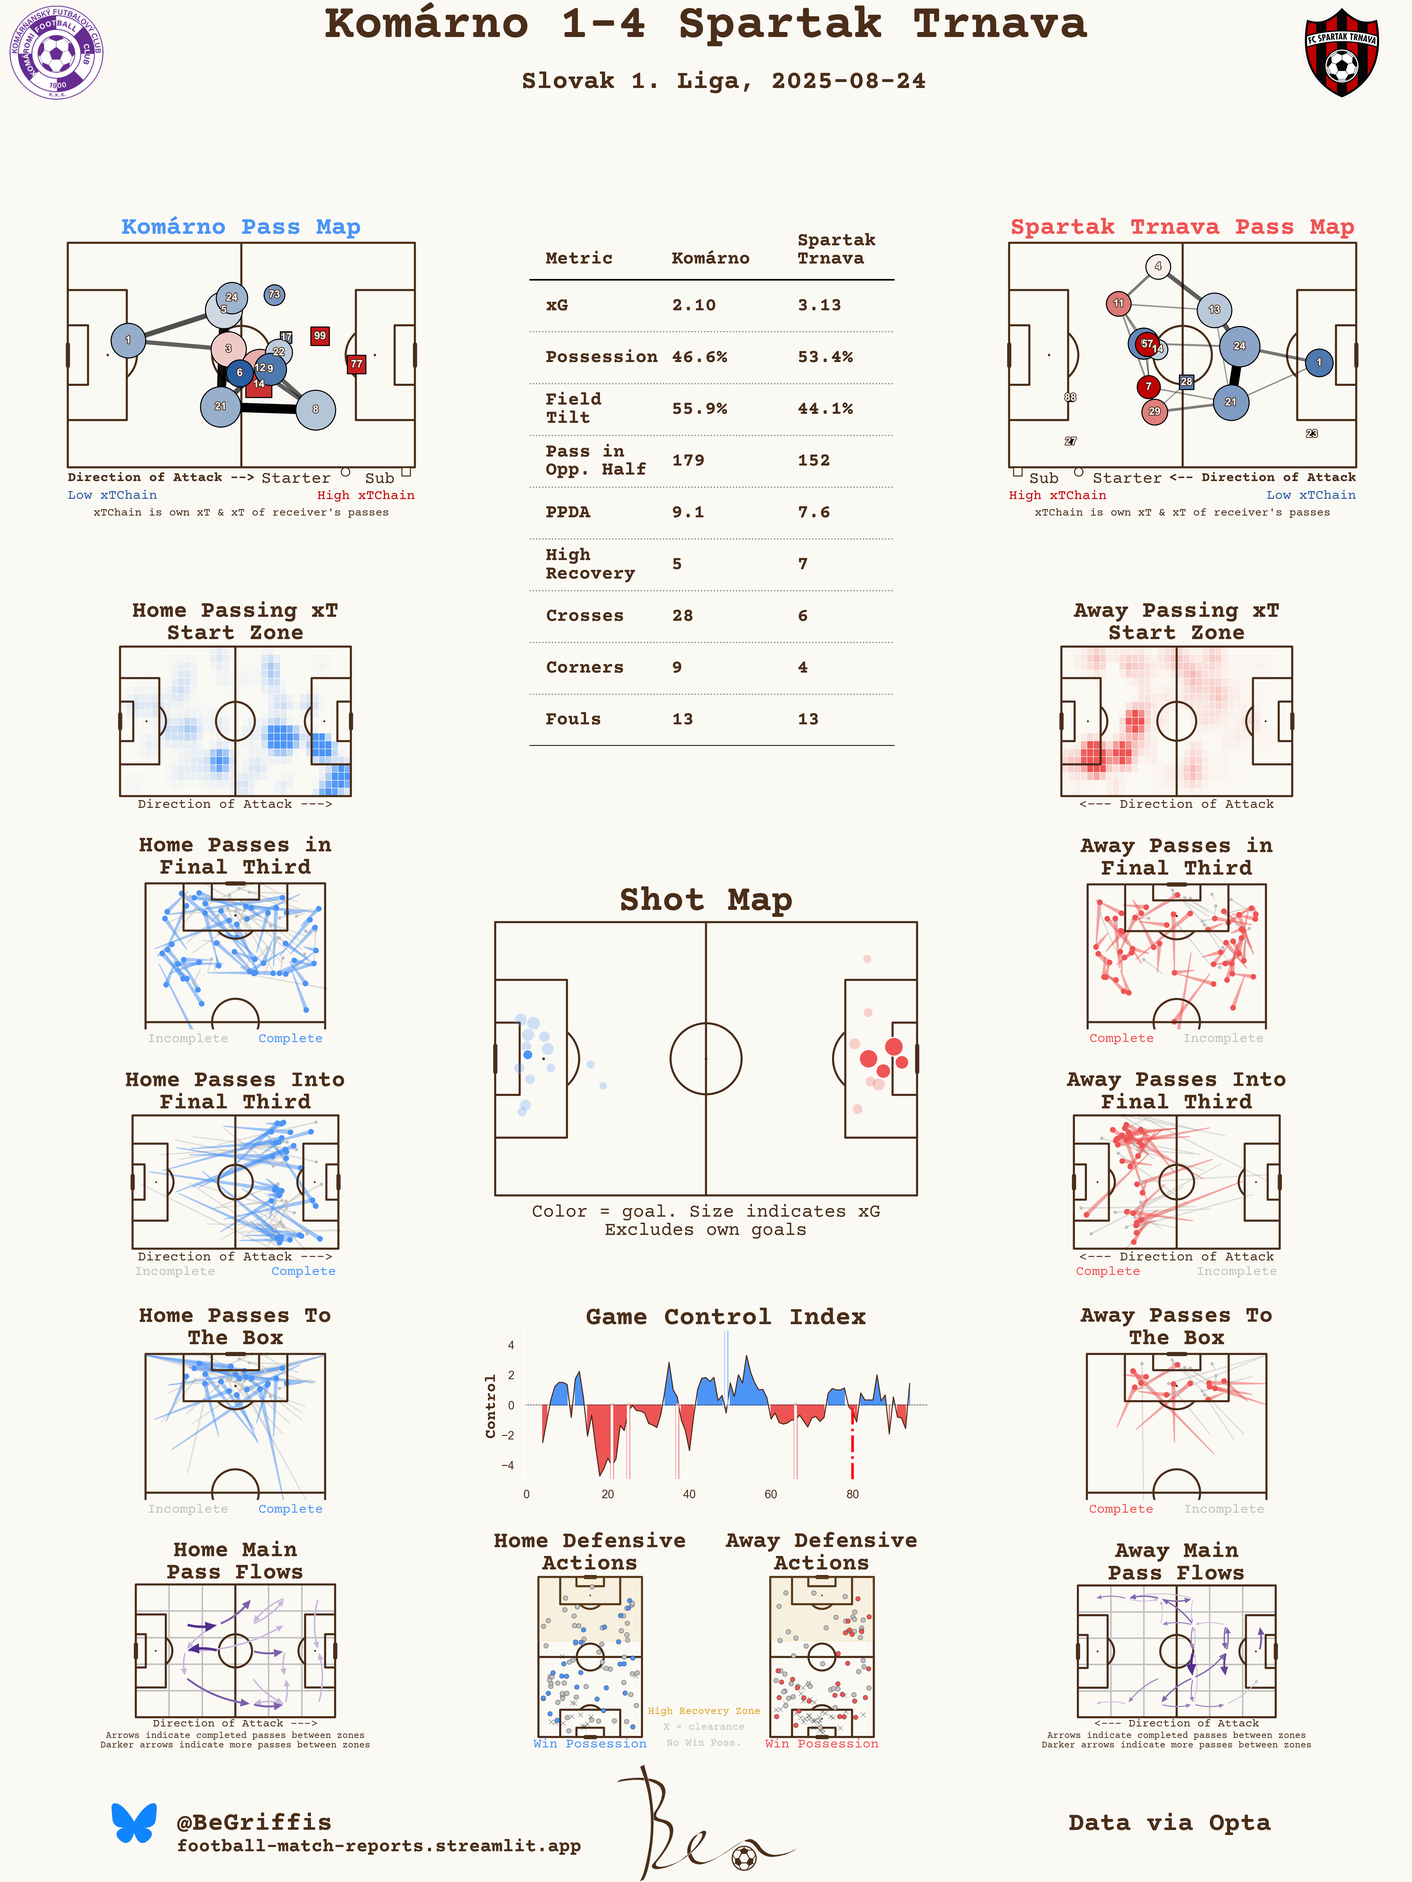 Komárno 1–4 Spartak Trnava
Slovak 1. Liga, 2025-08-24
KOMÁRŇANSKÝ FUTBALOVÝ CLUB
KOMÁROMI FOOTBALL CLUB
1900
K.K.K.
FC SPARTAK TRNAVA
Komárno Pass Map
24
73
5
1
17
99
3
22
12
9
77
6
14
21
8
Direction of Attack --> Starter Sub
Low xTChain High xTChain
xTChain is own xT & xT of receiver's passes
Metric Komárno Spartak Trnava
xG 2.10 3.13
Possession 46.6% 53.4%
Field Tilt 55.9% 44.1%
Pass in Opp. Half 179 152
PPDA 9.1 7.6
High Recovery 5 7
Crosses 28 6
Corners 9 4
Fouls 13 13
Spartak Trnava Pass Map
4
11
13
57
14
24
1
7
28
88
29
21
27
23
Sub Starter <-- Direction of Attack
High xTChain Low xTChain
xTChain is own xT & xT of receiver's passes
Home Passing xT
Start Zone
Direction of Attack --->
Away Passing xT
Start Zone
<--- Direction of Attack
Home Passes in
Final Third
Incomplete Complete
Away Passes in
Final Third
Complete Incomplete
Shot Map
Color = goal. Size indicates xG
Excludes own goals
Home Passes Into
Final Third
Direction of Attack --->
Incomplete Complete
Away Passes Into
Final Third
<--- Direction of Attack
Complete Incomplete
Home Passes To
The Box
Incomplete Complete
Game Control Index
Control
4
2
0
−2
−4
0 20 40 60 80
Away Passes To
The Box
Complete Incomplete
Home Main
Pass Flows
Direction of Attack --->
Arrows indicate completed passes between zones
Darker arrows indicate more passes between zones
Home Defensive
Actions
Win Possession
Away Defensive
Actions
Win Possession
High Recovery Zone
X = clearance
No Win Poss.
Away Main
Pass Flows
<--- Direction of Attack
Arrows indicate completed passes between zones
Darker arrows indicate more passes between zones
@BeGriffis
football-match-reports.streamlit.app
Ben
Data via Opta